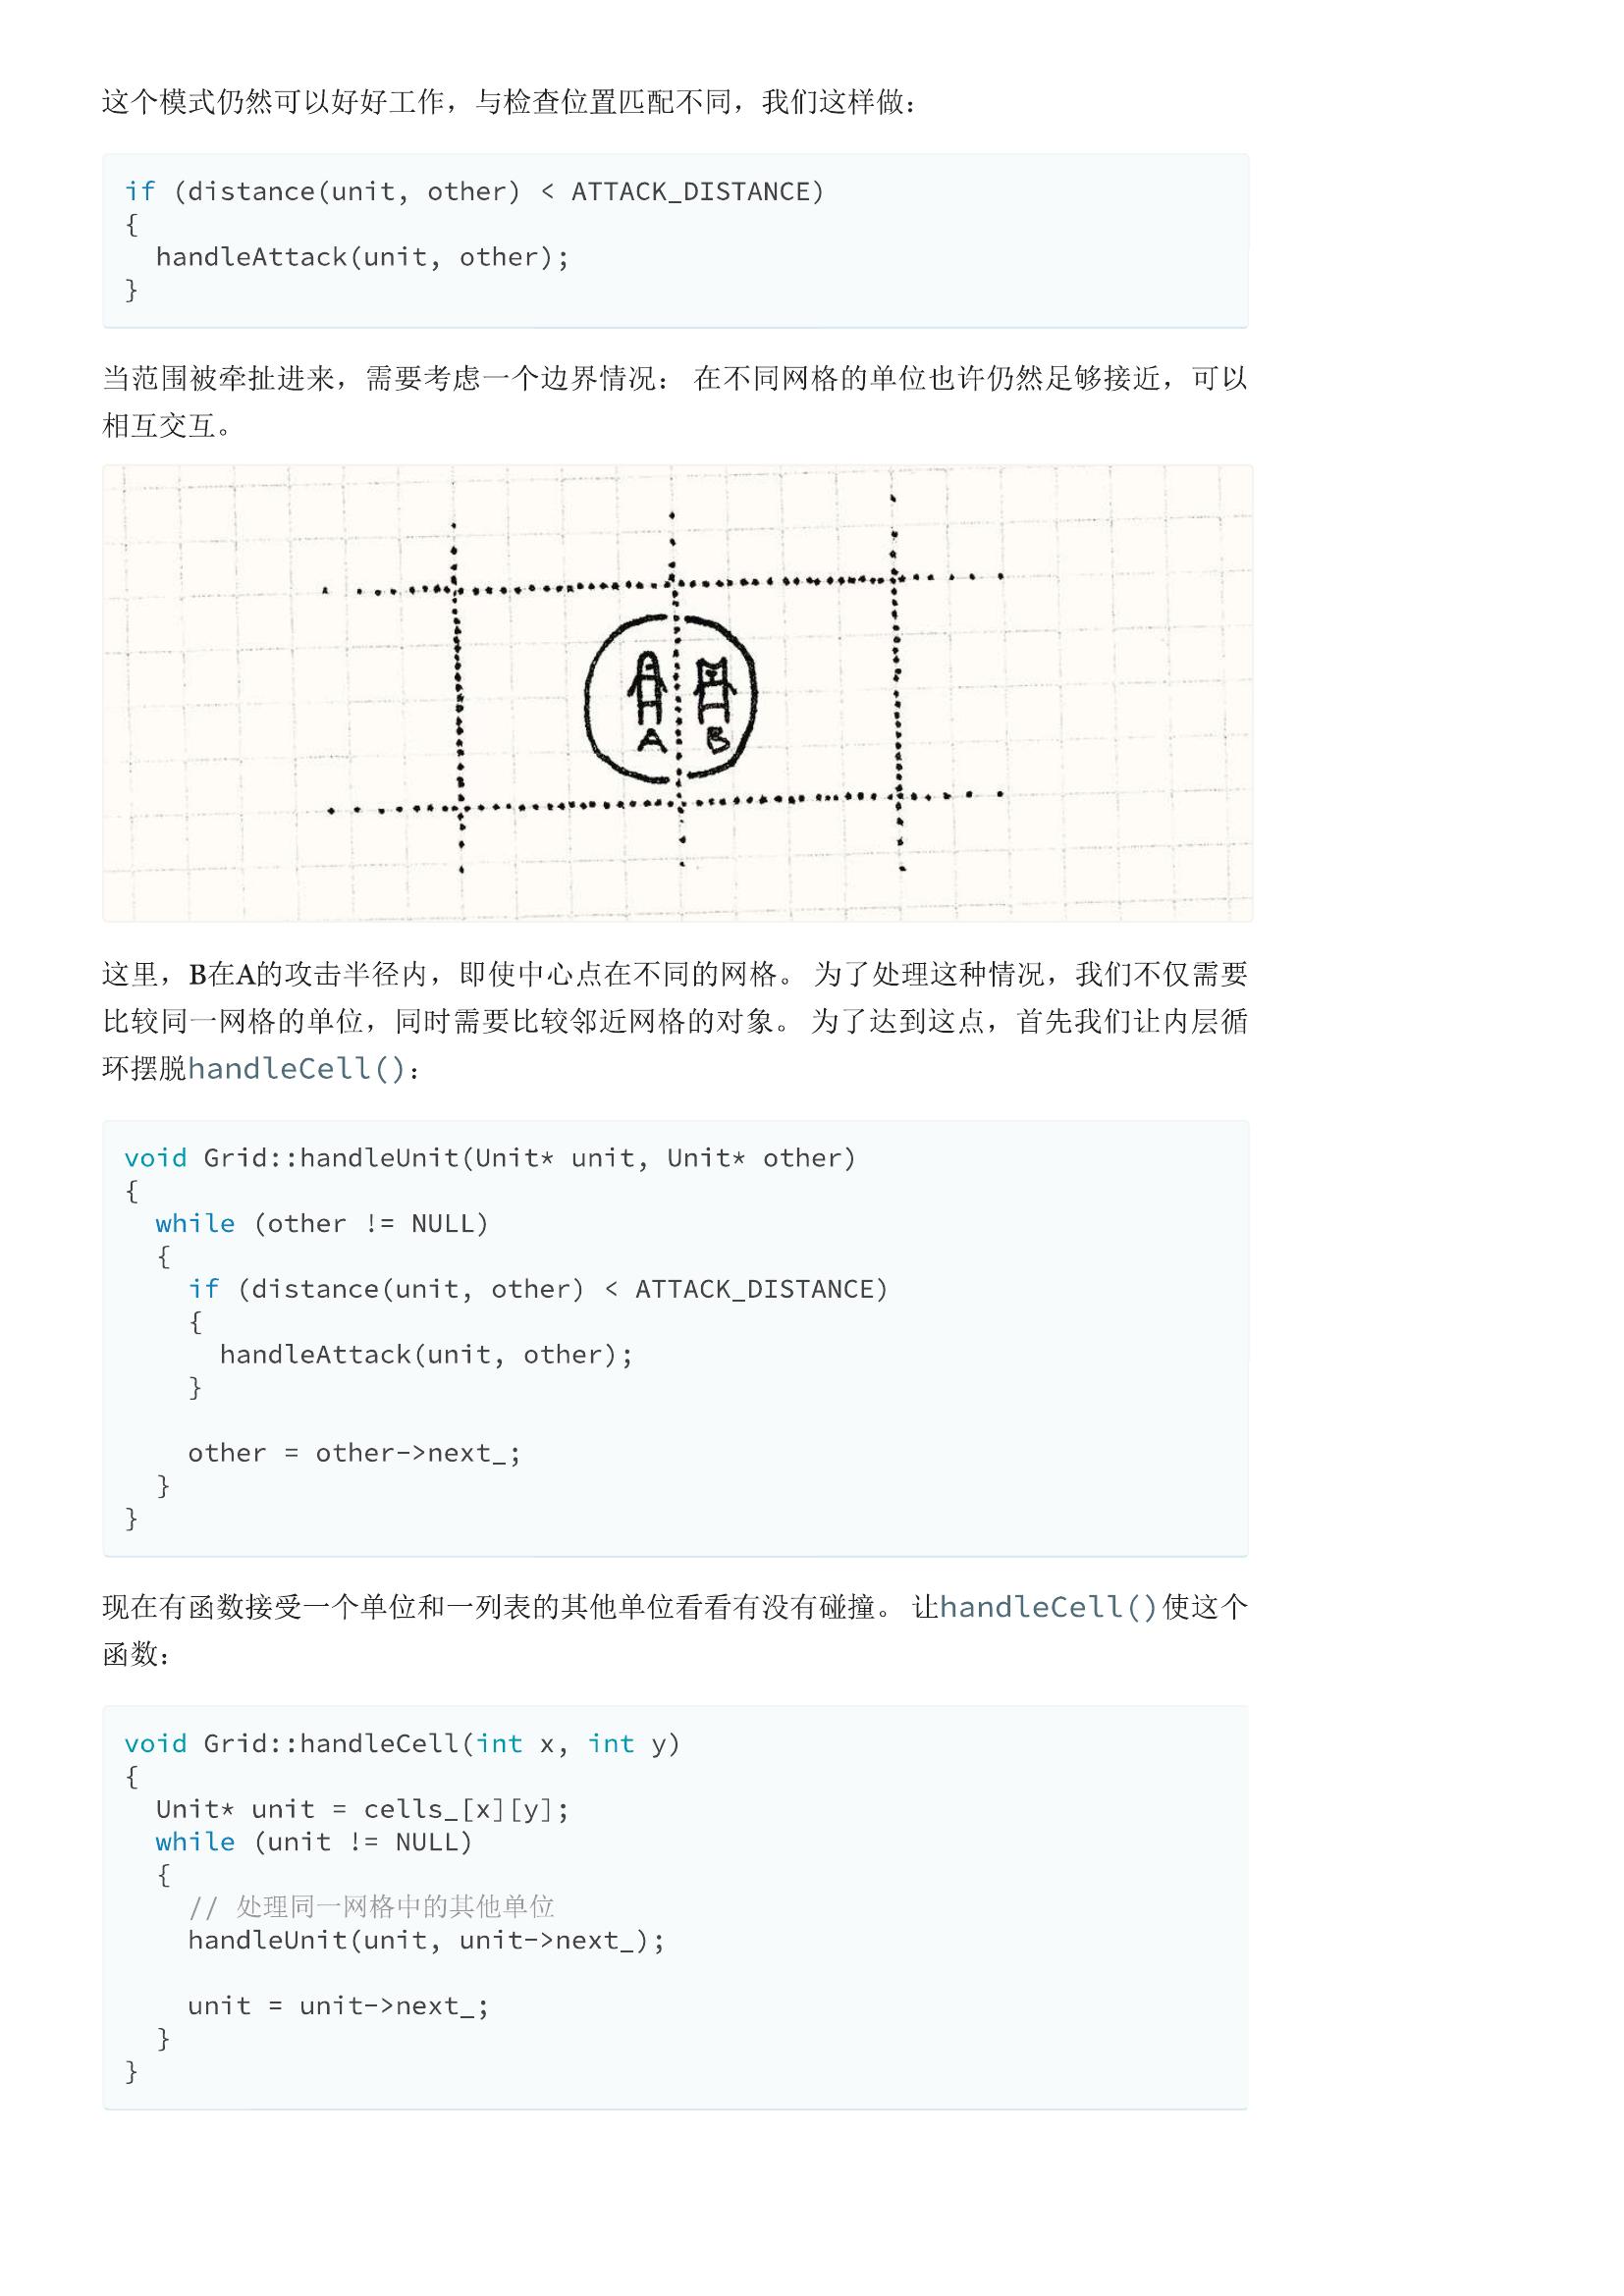 这个模式仍然可以好好工作，与检查位置匹配不同，我们这样做：
if (distance(unit, other) < ATTACK_DISTANCE)
{
  handleAttack(unit, other);
}
当范围被牵扯进来，需要考虑一个边界情况： 在不同网格的单位也许仍然足够接近，可以
相互交互。
A B
这里，B在A的攻击半径内，即使中心点在不同的网格。 为了处理这种情况，我们不仅需要
比较同一网格的单位，同时需要比较邻近网格的对象。 为了达到这点，首先我们让内层循
环摆脱handleCell()：
void Grid::handleUnit(Unit* unit, Unit* other)
{
  while (other != NULL)
  {
    if (distance(unit, other) < ATTACK_DISTANCE)
    {
      handleAttack(unit, other);
    }
    other = other->next_;
  }
}
现在有函数接受一个单位和一列表的其他单位看看有没有碰撞。 让handleCell()使这个
函数：
void Grid::handleCell(int x, int y)
{
  Unit* unit = cells_[x][y];
  while (unit != NULL)
  {
    // 处理同一网格中的其他单位
    handleUnit(unit, unit->next_);
    unit = unit->next_;
  }
}